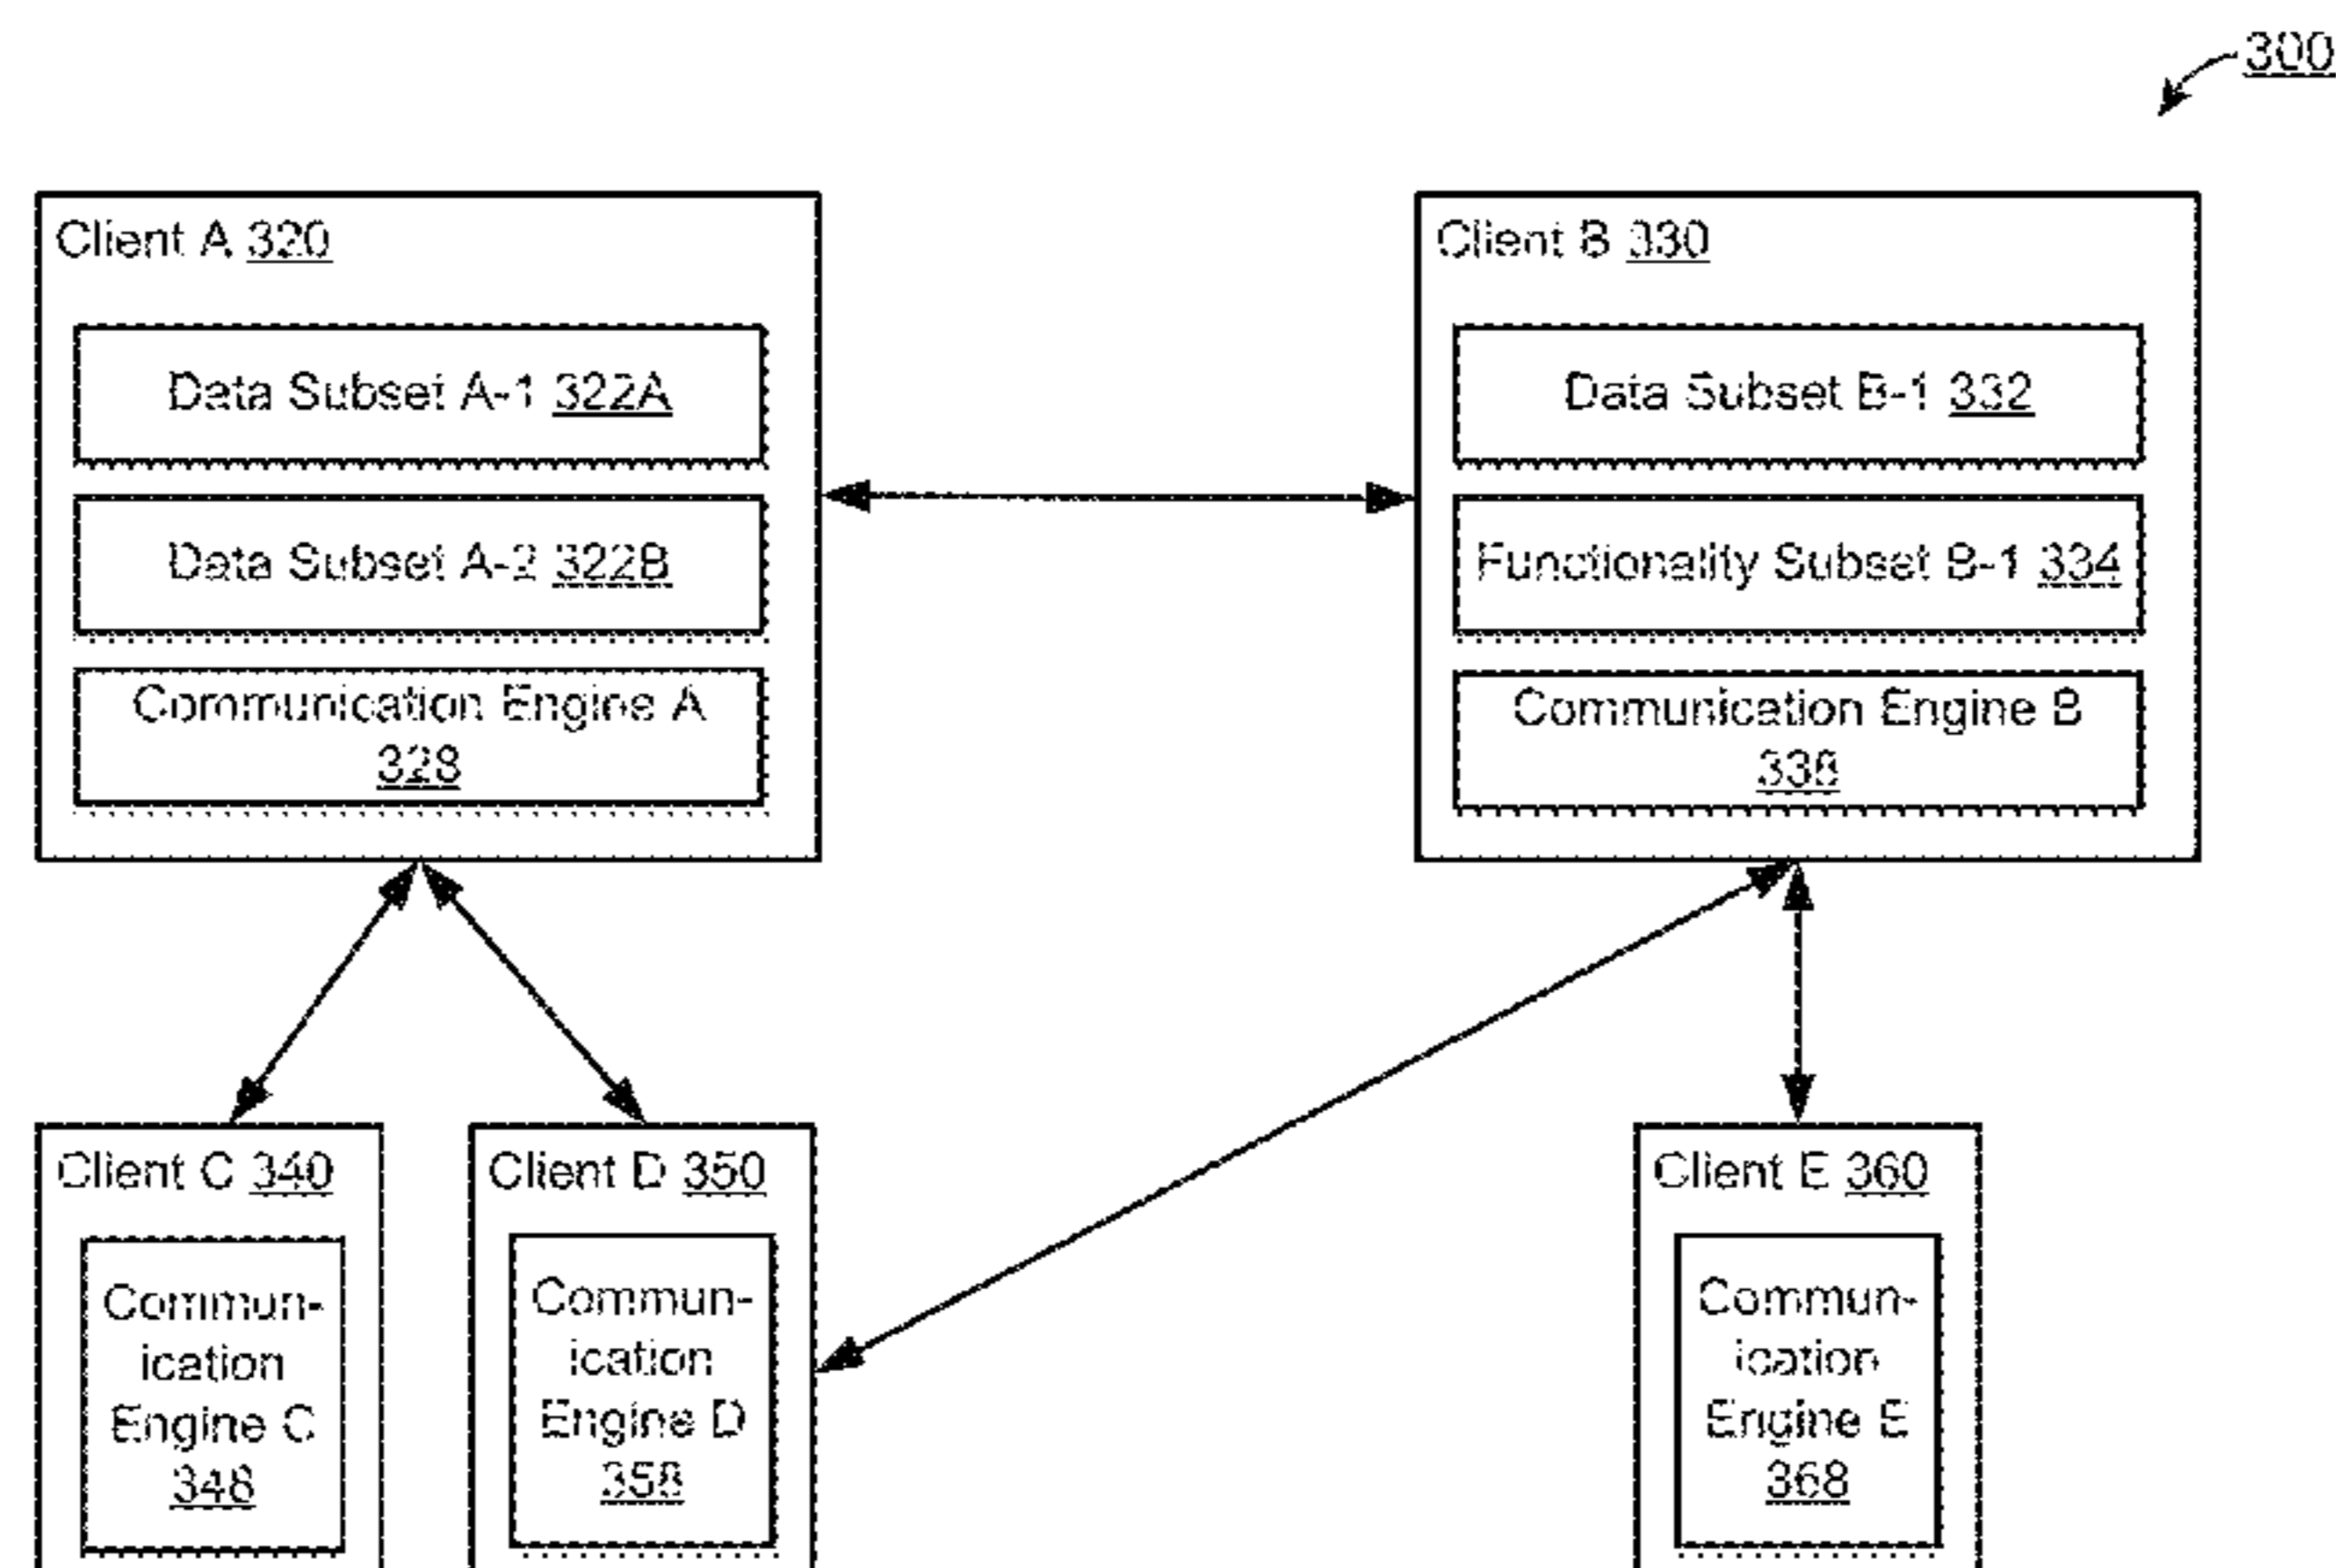 300
Client A 320
Data Subset A-1 322A
Data Subset A-2 322B
Communication Engine A
328
Client B 330
Data Subset B-1 332
Functionality Subset B-1 334
Communication Engine B
338
Client C 340
Commun-
ication
Engine C
348
Client D 350
Commun-
ication
Engine D
358
Client E 360
Commun-
ication
Engine E
368